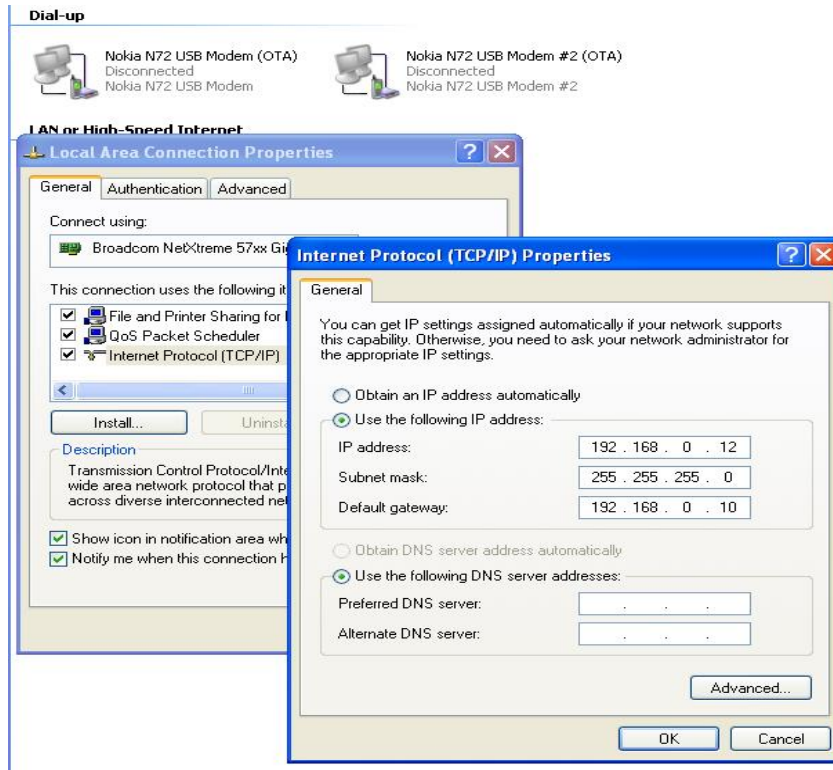 Dial-up
Nokia N72 USB Modem (OTA)
Disconnected
Nokia N72 USB Modem
Nokia N72 USB Modem #2 (OTA)
Disconnected
Nokia N72 USB Modem #2
LAN or High-Speed Internet
Local Area Connection Properties
General Authentication Advanced
Connect using:
Broadcom NetXtreme 57xx
This connection uses the following
File and Printer Sharing for
QoS Packet Scheduler
Internet Protocol (TCP/IP)
Install...
Description
Transmission Control
wide area network protocol that
across diverse interconnected
Show icon in notification area
Notify me when this connection
Internet Protocol (TCP/IP) Properties
General
You can get IP settings assigned automatically if your network supports
this capability. Otherwise, you need to ask your network administrator for
the appropriate IP settings.
Obtain an IP address automatically
Use the following IP address:
IP address: 192 . 168 . 0 . 12
Subnet mask: 255 . 255 . 255 . 0
Default gateway: 192 . 168 . 0 . 10
Obtain DNS server address automatically
Use the following DNS server addresses:
Preferred DNS server: . . .
Alternate DNS server: . . .
Advanced...
OK Cancel